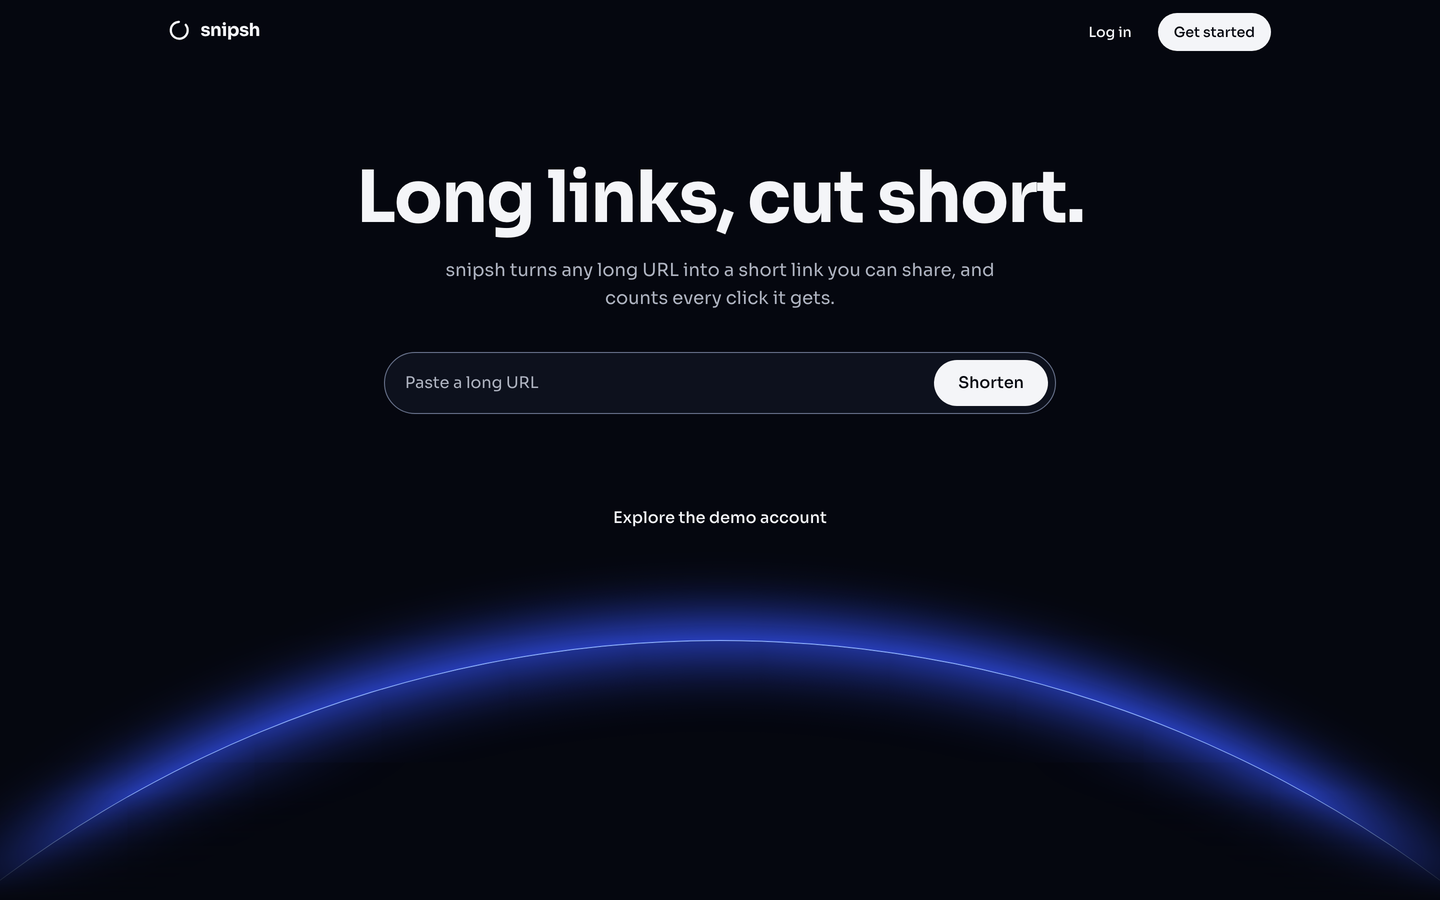 snipsh
Log in
Get started
Long links, cut short.
snipsh turns any long URL into a short link you can share, and
counts every click it gets.
Paste a long URL
Shorten
Explore the demo account